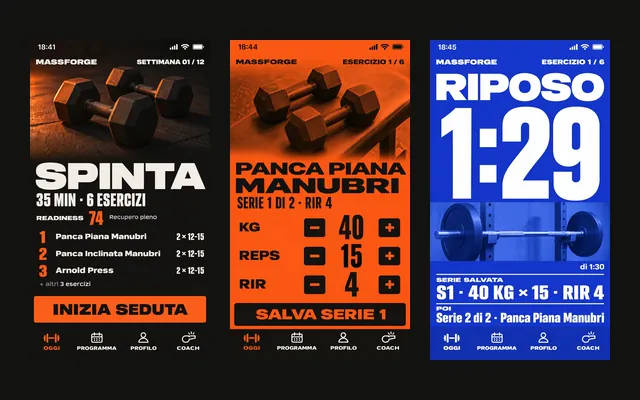 18:41
MASSFORGE
SETTIMANA 01 / 12
SPINTA
35 MIN · 6 ESERCIZI
READINESS 74 Recupero pieno
1 Panca Piana Manubri 2 × 12-15
2 Panca Inclinata Manubri 2 × 12-15
3 Arnold Press 2 × 12-15
+ altri 3 esercizi
INIZIA SEDUTA
OGGI PROGRAMMA PROFILO COACH
18:44
MASSFORGE
ESERCIZIO 1 / 6
PANCA PIANA
MANUBRI
SERIE 1 DI 2 · RIR 4
KG − 40 +
REPS − 15 +
RIR − 4 +
SALVA SERIE 1
OGGI PROGRAMMA PROFILO COACH
18:45
MASSFORGE
ESERCIZIO 1 / 6
RIPOSO
1:29
di 1:30
SERIE SALVATA
S1 · 40 KG × 15 · RIR 4
POI
Serie 2 di 2 · Panca Piana Manubri
OGGI PROGRAMMA PROFILO COACH